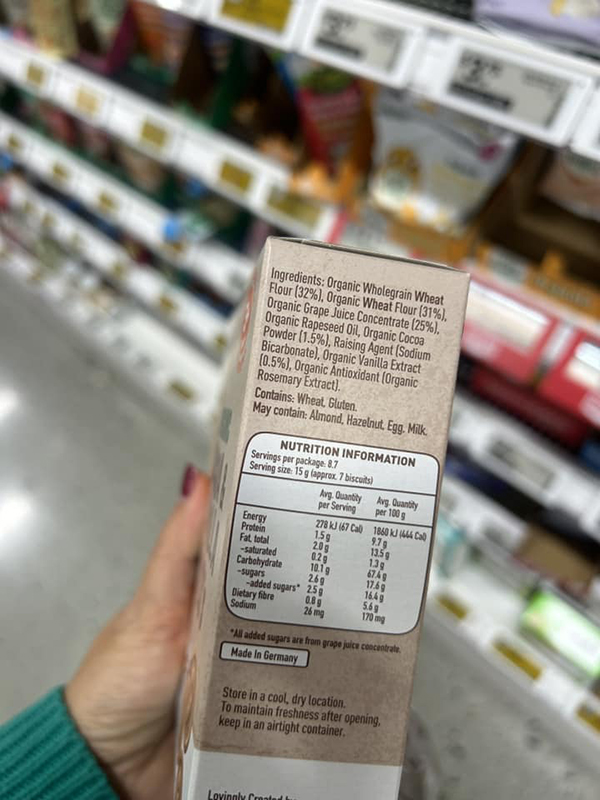 Ingredients: Organic Wholegrain Wheat
Flour (32%), Organic Wheat Flour (31%),
Organic Grape Juice Concentrate (25%),
Organic Rapeseed Oil, Organic Cocoa
Powder (1.5%), Raising Agent (Sodium
Bicarbonate), Organic Vanilla Extract
(0.5%), Organic Antioxidant (Organic
Rosemary Extract).
Contains: Wheat, Gluten.
May contain: Almond, Hazelnut, Egg, Milk.
NUTRITION INFORMATION
Servings per package: 8.7
Serving size: 15 g (approx. 7 biscuits)
Avg. Quantity per Serving Avg. Quantity per 100 g
Energy 278 kJ (67 Cal) 1860 kJ (444 Cal)
Protein 1.5 g 9.7 g
Fat, total 2.0 g 13.5 g
-saturated 0.2 g 1.3 g
Carbohydrate 10.1 g 67.4 g
-sugars 2.6 g 17.6 g
-added sugars* 2.5 g 16.4 g
Dietary fibre 0.8 g 5.6 g
Sodium 26 mg 170 mg
*All added sugars are from grape juice concentrate.
Made In Germany
Store in a cool, dry location.
To maintain freshness after opening,
keep in an airtight container.
Lovingly Created by